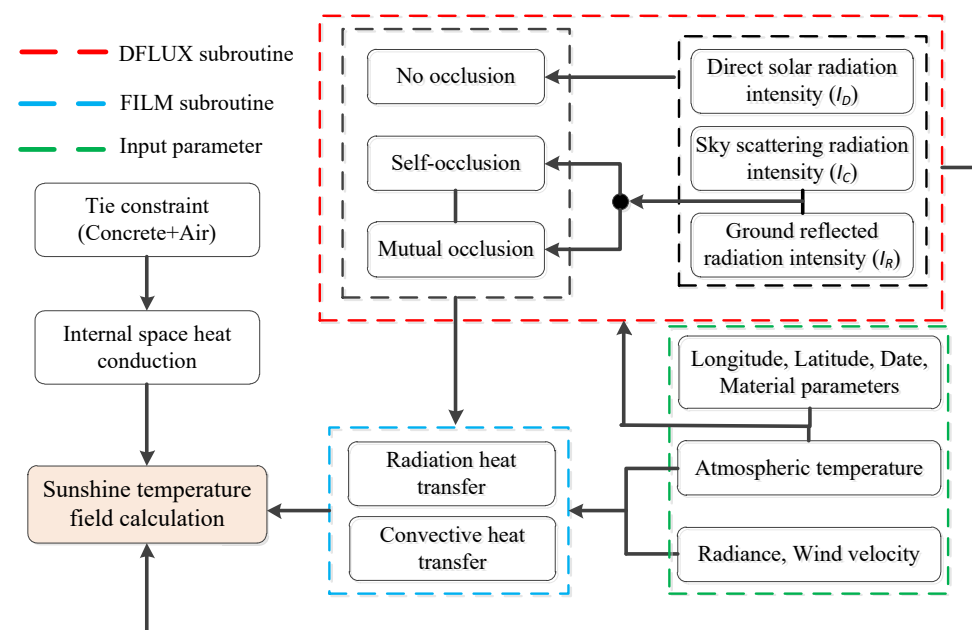 DFLUX subroutine
FILM subroutine
Input parameter
Tie constraint
(Concrete+Air)
Internal space heat
conduction
Sunshine temperature
field calculation
No occlusion
Self-occlusion
Mutual occlusion
Direct solar radiation
intensity (I_D)
Sky scattering radiation
intensity (I_C)
Ground reflected
radiation intensity (I_R)
Radiation heat
transfer
Convective heat
transfer
Longitude, Latitude, Date,
Material parameters
Atmospheric temperature
Radiance, Wind velocity